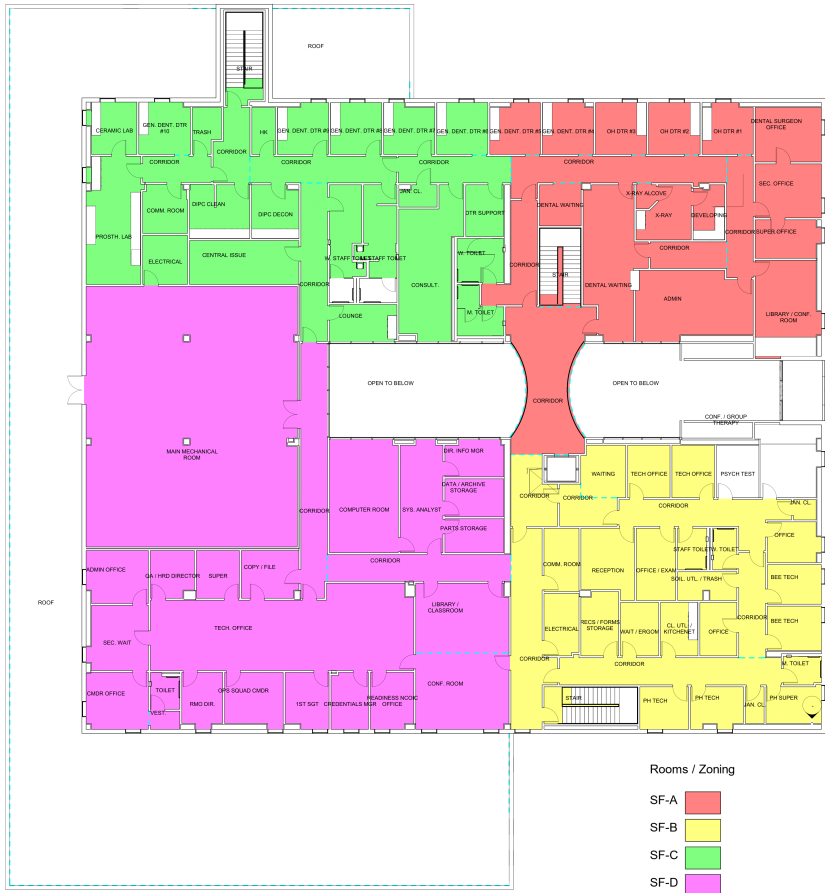 ROOF
STAIR
CERAMIC LAB
GEN. DENT. DTR
#10
TRASH
HK
GEN. DENT. DTR #9
GEN. DENT. DTR #8
GEN. DENT. DTR #7
GEN. DENT. DTR #6
GEN. DENT. DTR #5
GEN. DENT. DTR #4
OH DTR #3
OH DTR #2
OH DTR #1
DENTAL SURGEON
OFFICE
CORRIDOR
CORRIDOR
CORRIDOR
CORRIDOR
CORRIDOR
SEC. OFFICE
COMM. ROOM
DIPC CLEAN
DIPC DECON
JAN. CL.
DTR SUPPORT
DENTAL WAITING
X-RAY ALCOVE
X-RAY
DEVELOPING
PROSTH. LAB
CORRIDOR
SUPER. OFFICE
ELECTRICAL
CENTRAL ISSUE
W. STAFF TOILET
M. STAFF TOILET
W. TOILET
CORRIDOR
STAIR
CORRIDOR
CORRIDOR
CONSULT.
DENTAL WAITING
ADMIN
LOUNGE
M. TOILET
LIBRARY / CONF.
ROOM
OPEN TO BELOW
CORRIDOR
OPEN TO BELOW
CONF. / GROUP
THERAPY
MAIN MECHANICAL
ROOM
DIR. INFO MGR
WAITING
TECH OFFICE
TECH OFFICE
PSYCH TEST
DATA / ARCHIVE
STORAGE
CORRIDOR
CORRIDOR
CORRIDOR
JAN. CL.
CORRIDOR
COMPUTER ROOM
SYS. ANALYST
PARTS STORAGE
OFFICE
STAFF TOILET
W. TOILET
CORRIDOR
COMM. ROOM
RECEPTION
OFFICE / EXAM
SOIL. UTL. / TRASH
BEE TECH
ADMIN OFFICE
QA / HRD DIRECTOR
SUPER
COPY / FILE
ROOF
LIBRARY /
CLASSROOM
CORRIDOR
BEE TECH
TECH. OFFICE
ELECTRICAL
RECS / FORMS
STORAGE
WAIT / ERGOM
CL. UTL. /
KITCHENET
OFFICE
SEC. WAIT
CORRIDOR
CORRIDOR
M. TOILET
CMDR OFFICE
TOILET
OPS SQUAD CMDR
CONF. ROOM
STAIR
VEST.
RMO DIR.
1ST SGT
CREDENTIALS MGR
READINESS NCOIC
OFFICE
PH TECH
PH TECH
JAN. CL.
PH SUPER
Rooms / Zoning
SF-A
SF-B
SF-C
SF-D